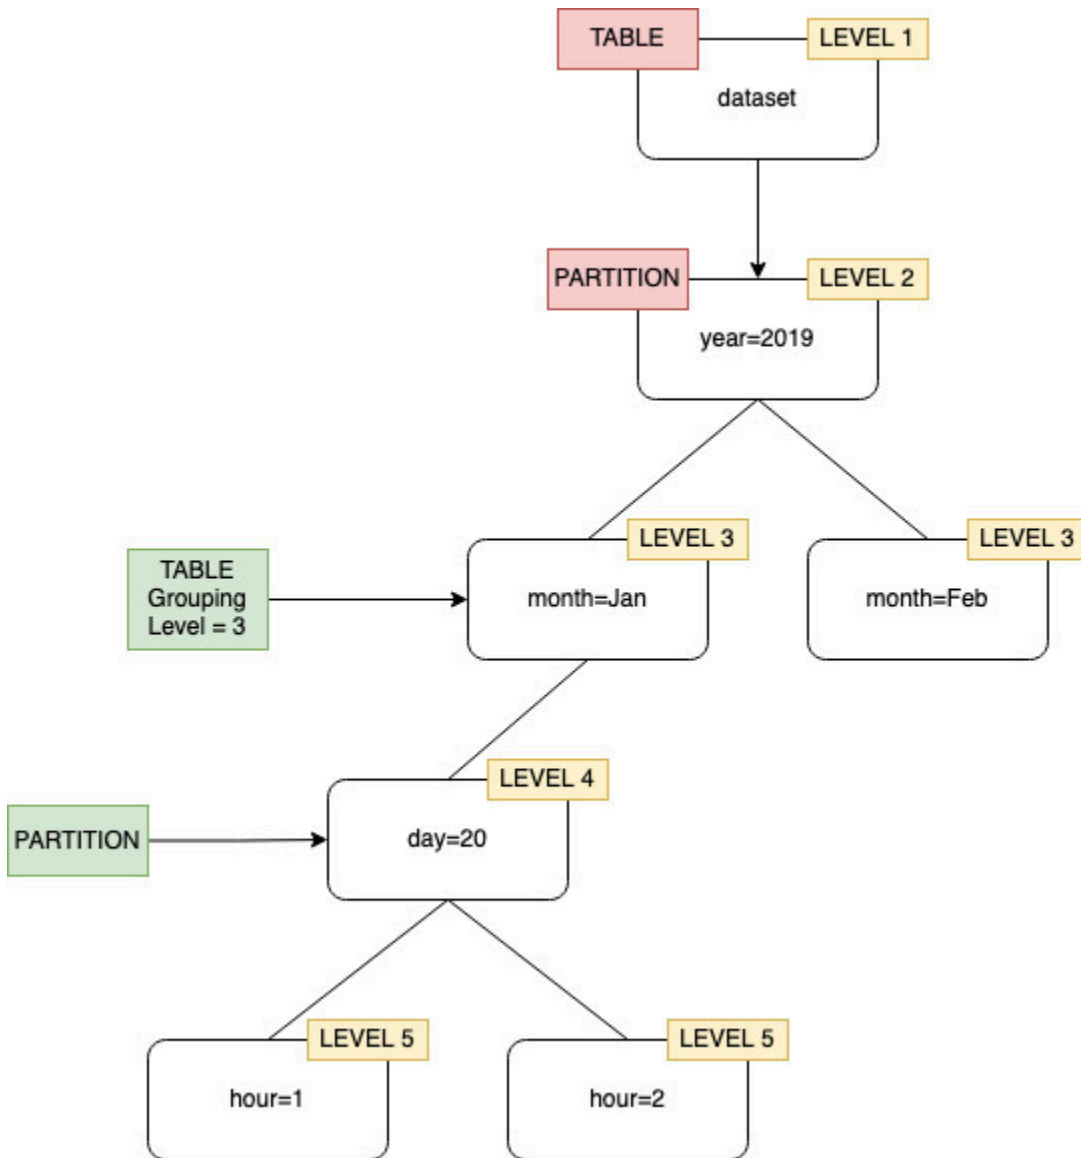 TABLE
LEVEL 1
dataset
PARTITION
LEVEL 2
year=2019
LEVEL 3
LEVEL 3
TABLE
Grouping
Level = 3
month=Jan
month=Feb
LEVEL 4
PARTITION
day=20
LEVEL 5
LEVEL 5
hour=1
hour=2